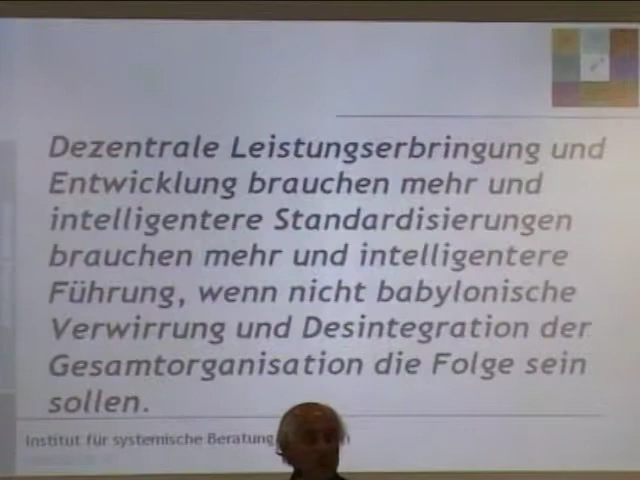 Dezentrale Leistungserbringung und
Entwicklung brauchen mehr und
intelligentere Standardisierungen
brauchen mehr und intelligentere
Führung, wenn nicht babylonische
Verwirrung und Desintegration der
Gesamtorganisation die Folge sein
sollen.
Institut für systemische Beratung